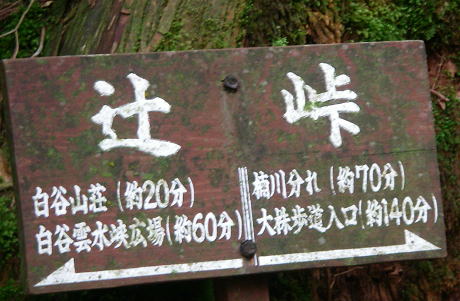 辻峠
白谷山荘(約20分)
白谷雲水峡広場(約60分)
楠川分れ(約70分)
大株歩道入口(約140分)